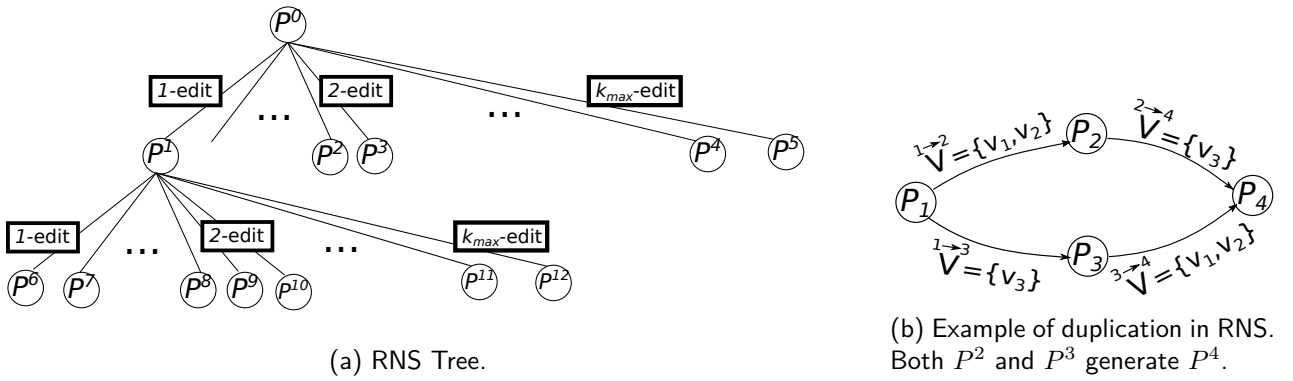 P⁰
1-edit
2-edit
k_max-edit
...
...
P¹
P²
P³
P⁴
P⁵
1-edit
2-edit
k_max-edit
...
...
P⁶
P⁷
P⁸
P⁹
P¹⁰
P¹¹
P¹²
(a) RNS Tree.
1→2
V={v₁,v₂}
2→4
V={v₃}
P₁
P₂
P₃
P₄
1→3
V={v₃}
3→4
V={v₁,v₂}
(b) Example of duplication in RNS.
Both P² and P³ generate P⁴.